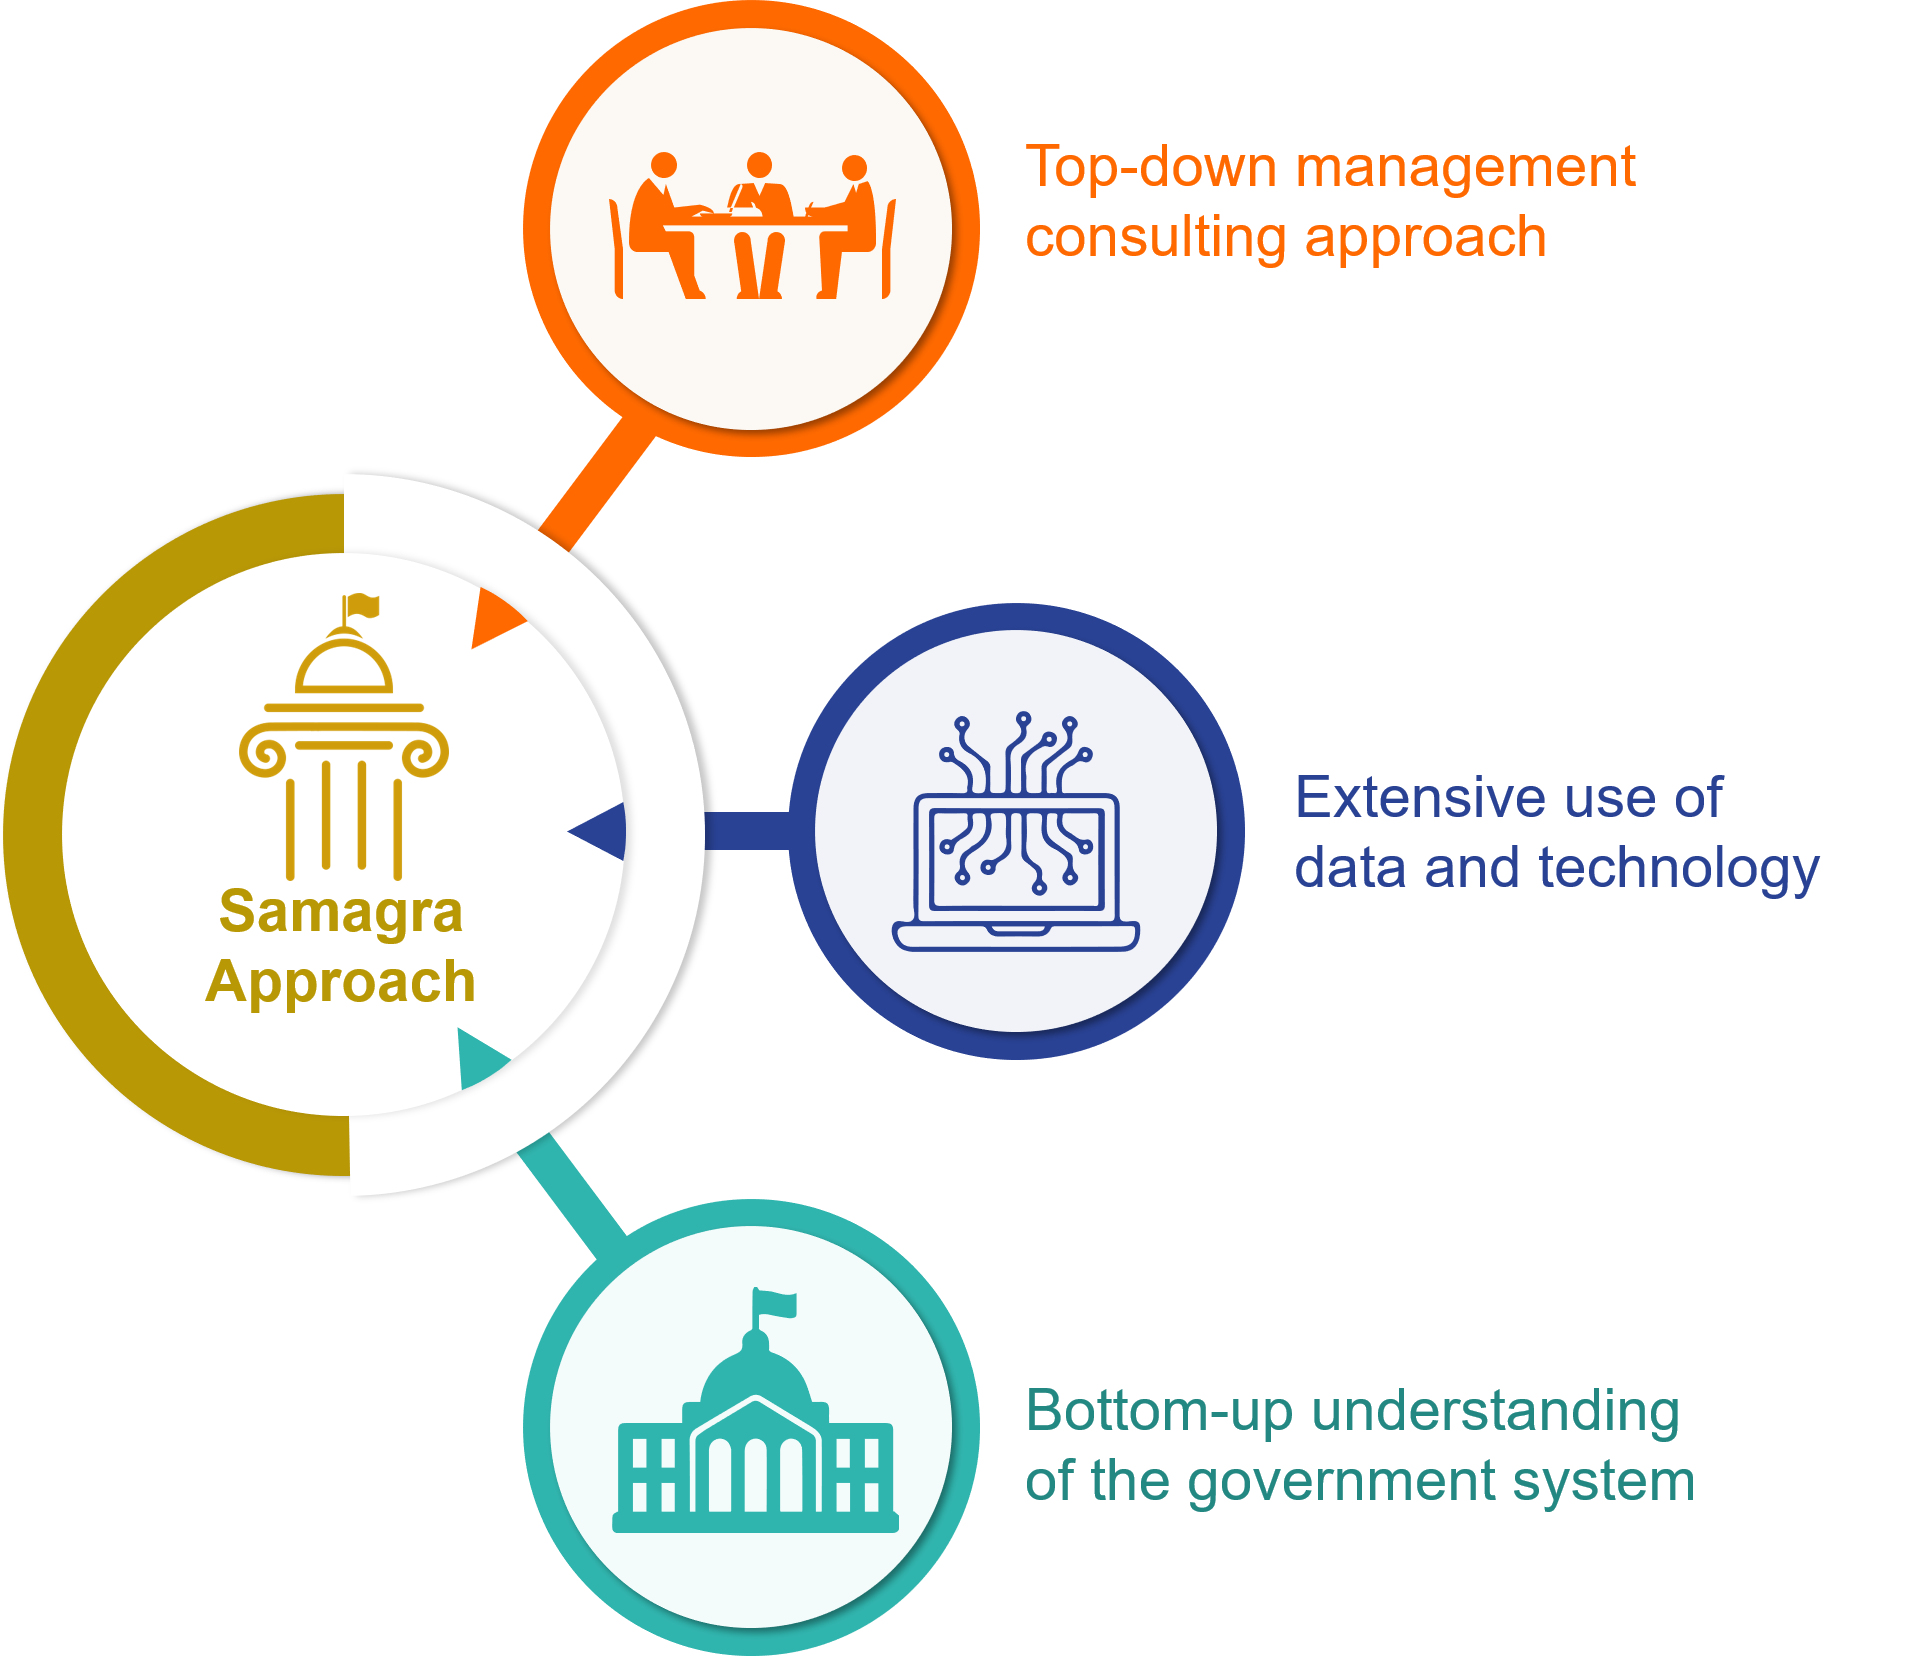 Top-down management
consulting approach
Samagra
Approach
Extensive use of
data and technology
Bottom-up understanding
of the government system